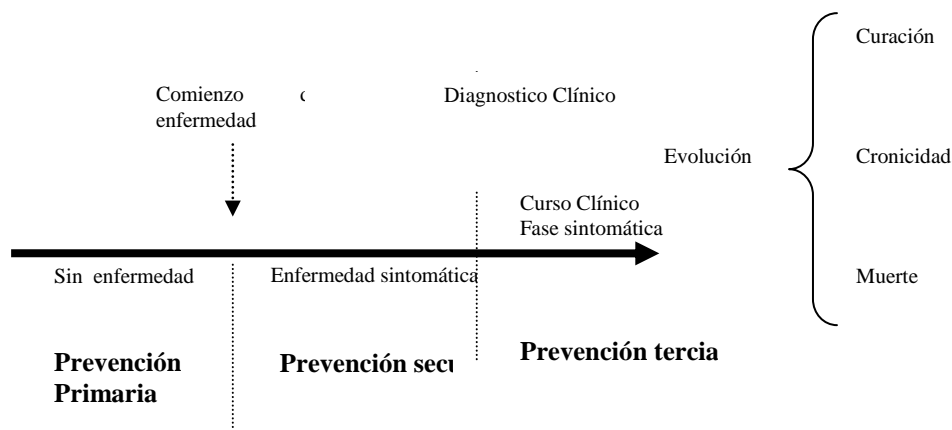 Curación
Comienzo
enfermedad
Diagnostico Clínico
Evolución
Cronicidad
Curso Clínico
Fase sintomática
Sin enfermedad
Enfermedad sintomática
Muerte
Prevención
Primaria
Prevención
Prevención tercia